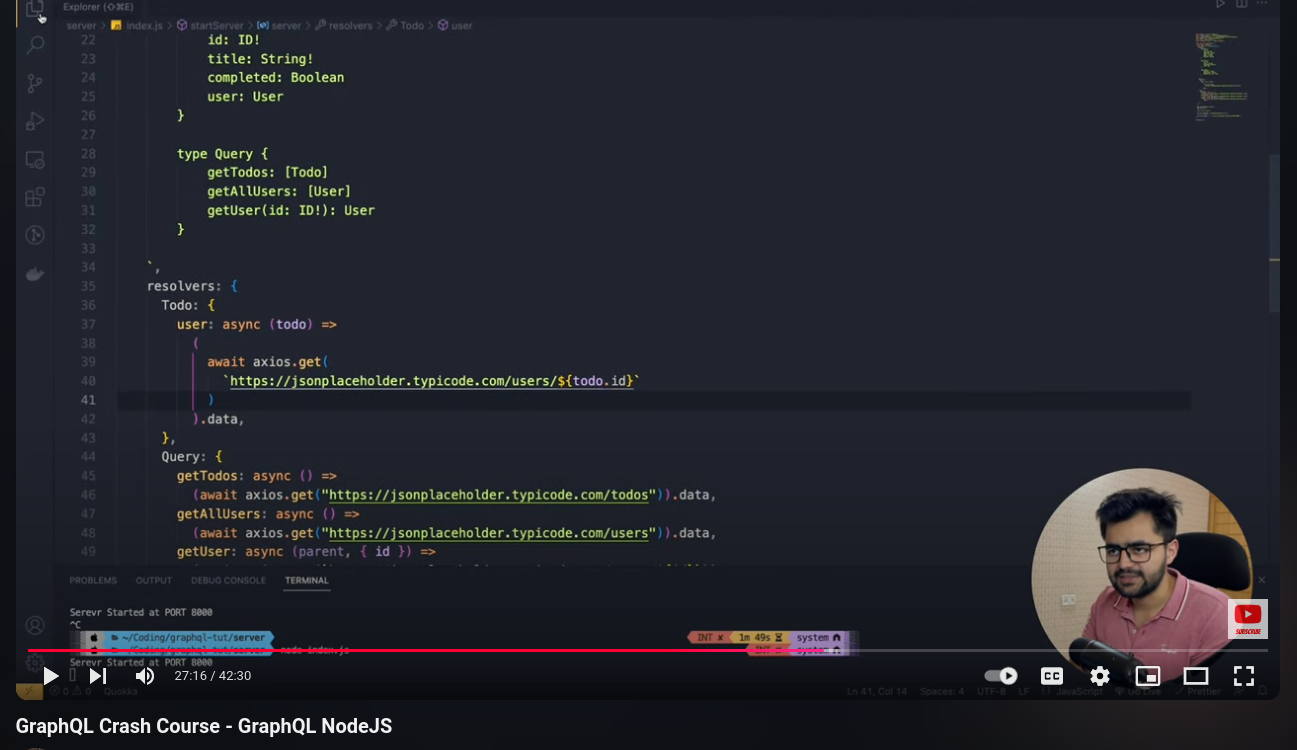 Explorer (⇧⌘E)
server > index.js > startServer > server > resolvers > Todo > user
22 id: ID!
23 title: String!
24 completed: Boolean
25 user: User
26 }
27
28 type Query {
29 getTodos: [Todo]
30 getAllUsers: [User]
31 getUser(id: ID!): User
32 }
33
34 `,
35 resolvers: {
36 Todo: {
37 user: async (todo) =>
38 (
39 await axios.get(
40 `https://jsonplaceholder.typicode.com/users/${todo.id}`
41 )
42 ).data,
43 },
44 Query: {
45 getTodos: async () =>
46 (await axios.get("https://jsonplaceholder.typicode.com/todos")).data,
47 getAllUsers: async () =>
48 (await axios.get("https://jsonplaceholder.typicode.com/users")).data,
49 getUser: async (parent, { id }) =>
PROBLEMS OUTPUT DEBUG CONSOLE TERMINAL
Serevr Started at PORT 8000
^C
~/Coding/graphql-tut/server INT ✘ 1m 49s system
~/Coding/graphql-tut/server node index.js INT ✘ system
Serevr Started at PORT 8000
SUBSCRIBE
27:16 / 42:30 CC
0 0 Quokka Ln 41, Col 14 Spaces: 4 UTF-8 LF { } JavaScript Go Live Prettier
GraphQL Crash Course - GraphQL NodeJS